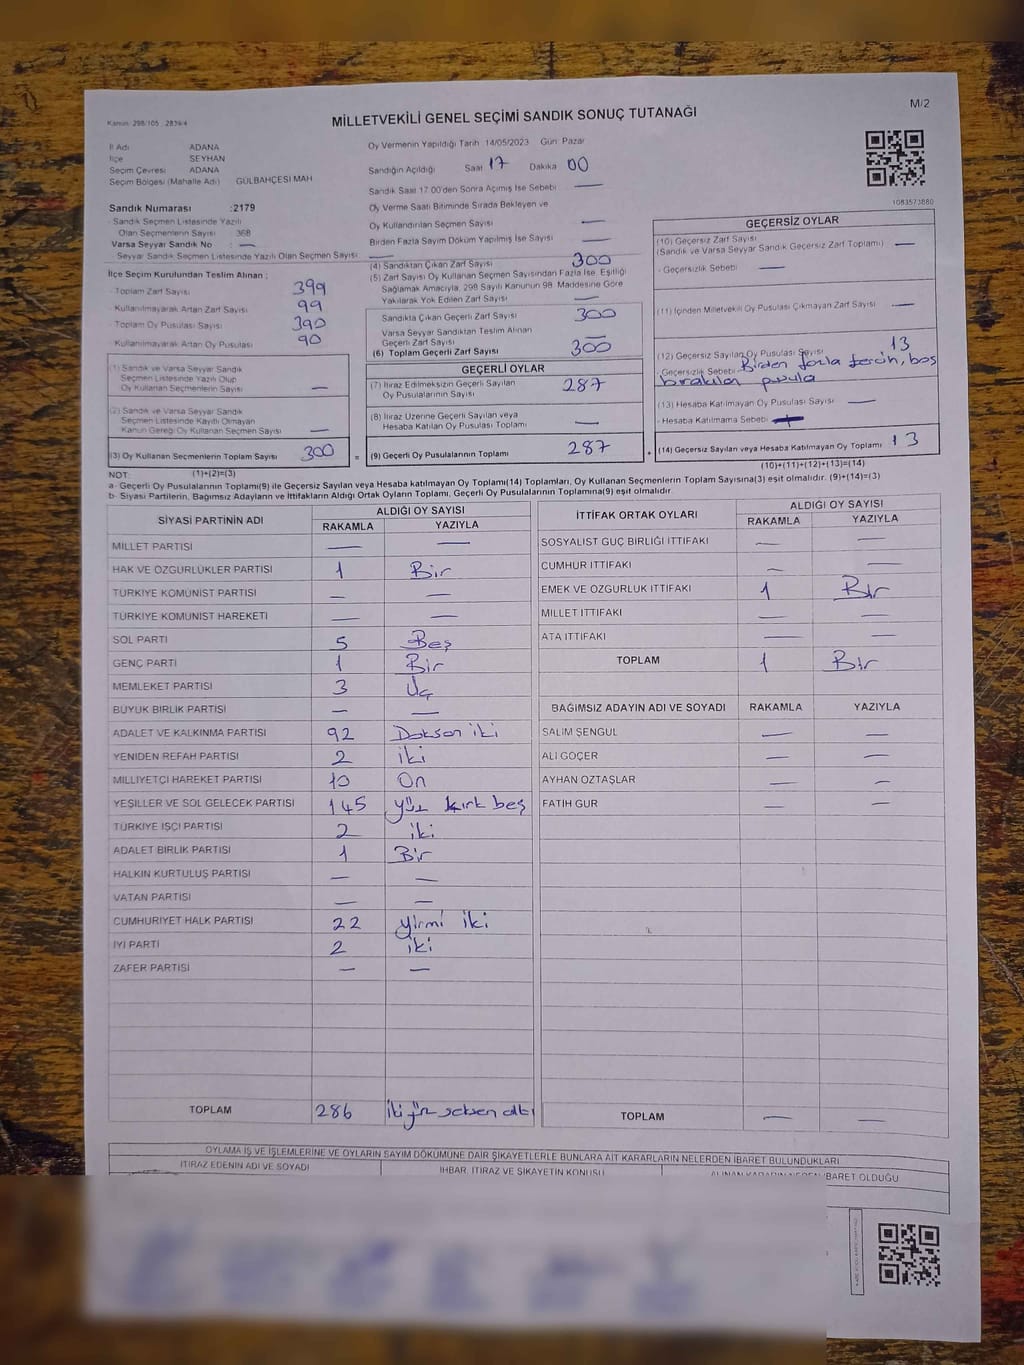 Kanun: 298/105 - 2839/4
MİLLETVEKİLİ GENEL SEÇİMİ SANDIK SONUÇ TUTANAĞI
M/2
İl Adı ADANA
İlçe SEYHAN
Seçim Çevresi ADANA
Seçim Bölgesi (Mahalle Adı) GÜLBAHÇESİ MAH
Sandık Numarası :2179
- Sandık Seçmen Listesinde Yazılı
Olan Seçmenlerin Sayısı 368
Varsa Seyyar Sandık No : —
- Seyyar Sandık Seçmen Listesinde Yazılı Olan Seçmen Sayısı: —
Oy Vermenin Yapıldığı Tarih 14/05/2023 Gün Pazar
Sandığın Açıldığı Saat 17 Dakika 00
Sandık Saat 17.00'den Sonra Açımış İse Sebebi —
Oy Verme Saati Bitiminde Sırada Bekleyen ve
Oy Kullandırılan Seçmen Sayısı —
Birden Fazla Sayım Döküm Yapılmış İse Sayısı —
1083573880
İlçe Seçim Kurulundan Teslim Alınan :
- Toplam Zarf Sayısı 399
- Kullanılmayarak Artan Zarf Sayısı 99
- Toplam Oy Pusulası Sayısı 390
- Kullanılmayarak Artan Oy Pusulası 90
(1) Sandık ve Varsa Seyyar Sandık
Seçmen Listesinde Yazılı Olup
Oy Kullanan Seçmenlerin Sayısı —
(2) Sandık ve Varsa Seyyar Sandık
Seçmen Listesinde Kayıtlı Olmayan
Kanun Gereği Oy Kullanan Seçmen Sayısı —
(3) Oy Kullanan Seçmenlerin Toplam Sayısı 300 =
(4) Sandıktan Çıkan Zarf Sayısı 300
(5) Zarf Sayısı Oy Kullanan Seçmen Sayısından Fazla İse, Eşitliği
Sağlamak Amacıyla, 298 Sayılı Kanunun 98. Maddesine Göre
Yakılarak Yok Edilen Zarf Sayısı —
Sandıkta Çıkan Geçerli Zarf Sayısı 300
Varsa Seyyar Sandıktan Teslim Alınan
Geçerli Zarf Sayısı —
(6) Toplam Geçerli Zarf Sayısı 300
GEÇERLİ OYLAR
(7) İtiraz Edilmeksizin Geçerli Sayılan
Oy Pusulalarının Sayısı 287
(8) İtiraz Üzerine Geçerli Sayılan veya
Hesaba Katılan Oy Pusulası Toplamı —
(9) Geçerli Oy Pusulalarının Toplamı 287 +
GEÇERSİZ OYLAR
(10) Geçersiz Zarf Sayısı
(Sandık ve Varsa Seyyar Sandık Geçersiz Zarf Toplamı) —
- Geçersizlik Sebebi —
(11) İçinden Milletvekili Oy Pusulası Çıkmayan Zarf Sayısı —
(12) Geçersiz Sayılan Oy Pusulası Sayısı 13
- Geçersizlik Sebebi Birden fazla tercih, boş
bırakılan pusula
(13) Hesaba Katılmayan Oy Pusulası Sayısı —
- Hesaba Katılmama Sebebi
(14) Geçersiz Sayılan veya Hesaba Katılmayan Oy Toplamı 13
NOT: (1)+(2)=(3) (10)+(11)+(12)+(13)=(14)
a- Geçerli Oy Pusulalarının Toplamı(9) ile Geçersiz Sayılan veya Hesaba katılmayan Oy Toplamı(14) Toplamları, Oy Kullanan Seçmenlerin Toplam Sayısına(3) eşit olmalıdır. (9)+(14)=(3)
b- Siyasi Partilerin, Bağımsız Adayların ve İttifakların Aldığı Ortak Oyların Toplamı, Geçerli Oy Pusulalarının Toplamına(9) eşit olmalıdır
SİYASİ PARTİNİN ADI ALDIĞI OY SAYISI
RAKAMLA YAZIYLA
MİLLET PARTİSİ — —
HAK VE ÖZGÜRLÜKLER PARTİSİ 1 Bir
TÜRKİYE KOMÜNİST PARTİSİ — —
TÜRKİYE KOMÜNİST HAREKETİ — —
SOL PARTİ 5 Beş
GENÇ PARTİ 1 Bir
MEMLEKET PARTİSİ 3 Üç
BÜYÜK BİRLİK PARTİSİ — —
ADALET VE KALKINMA PARTİSİ 92 Doksan iki
YENİDEN REFAH PARTİSİ 2 iki
MİLLİYETÇİ HAREKET PARTİSİ 10 On
YEŞİLLER VE SOL GELECEK PARTİSİ 145 yüz kırk beş
TÜRKİYE İŞÇİ PARTİSİ 2 iki
ADALET BİRLİK PARTİSİ 1 Bir
HALKIN KURTULUŞ PARTİSİ — —
VATAN PARTİSİ — —
CUMHURİYET HALK PARTİSİ 22 yirmi iki
İYİ PARTİ 2 iki
ZAFER PARTİSİ — —
TOPLAM 286 iki yüz seksen altı
İTTİFAK ORTAK OYLARI ALDIĞI OY SAYISI
RAKAMLA YAZIYLA
SOSYALİST GÜÇ BİRLİĞİ İTTİFAKI — —
CUMHUR İTTİFAKI — —
EMEK VE ÖZGÜRLÜK İTTİFAKI 1 Bir
MİLLET İTTİFAKI — —
ATA İTTİFAKI — —
TOPLAM 1 Bir
BAĞIMSIZ ADAYIN ADI VE SOYADI RAKAMLA YAZIYLA
SALİM ŞENGUL — —
ALİ GÖÇER — —
AYHAN ÖZTAŞLAR — —
FATİH GÜR — —
TOPLAM — —
OYLAMA İŞ VE İŞLEMLERİNE VE OYLARIN SAYIM DÖKÜMÜNE DAİR ŞİKAYETLERLE BUNLARA AİT KARARLARIN NELERDEN İBARET BULUNDUKLARI
İTİRAZ EDENİN ADI VE SOYADI İHBAR, İTİRAZ VE ŞİKAYETİN KONUSU ALINAN KARARIN NEDEN İBARET OLDUĞU